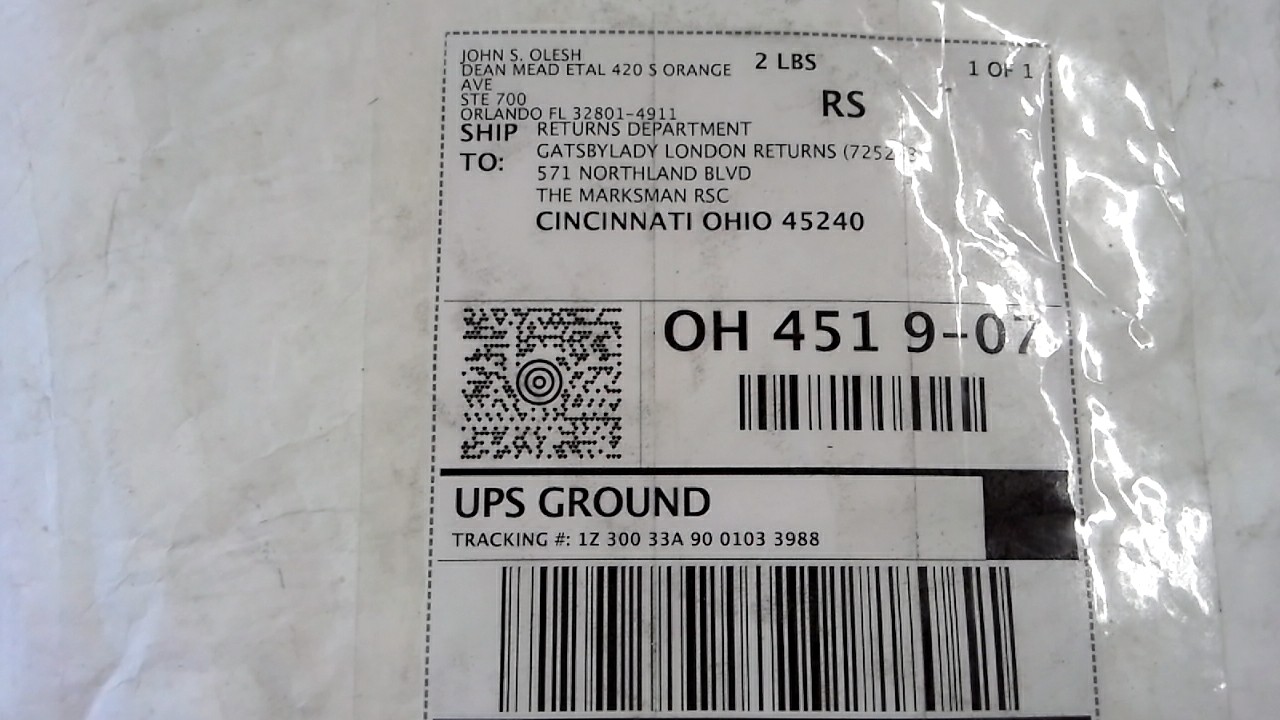 JOHN S. OLESH
DEAN MEAD ETAL 420 S ORANGE
AVE
STE 700
ORLANDO FL 32801-4911
2 LBS
1 OF 1
RS
SHIP TO:
RETURNS DEPARTMENT
GATSBYLADY LONDON RETURNS
571 NORTHLAND BLVD
THE MARKSMAN RSC
CINCINNATI OHIO 45240
OH 451 9-07
UPS GROUND
TRACKING #: 1Z 300 33A 90 0103 3988